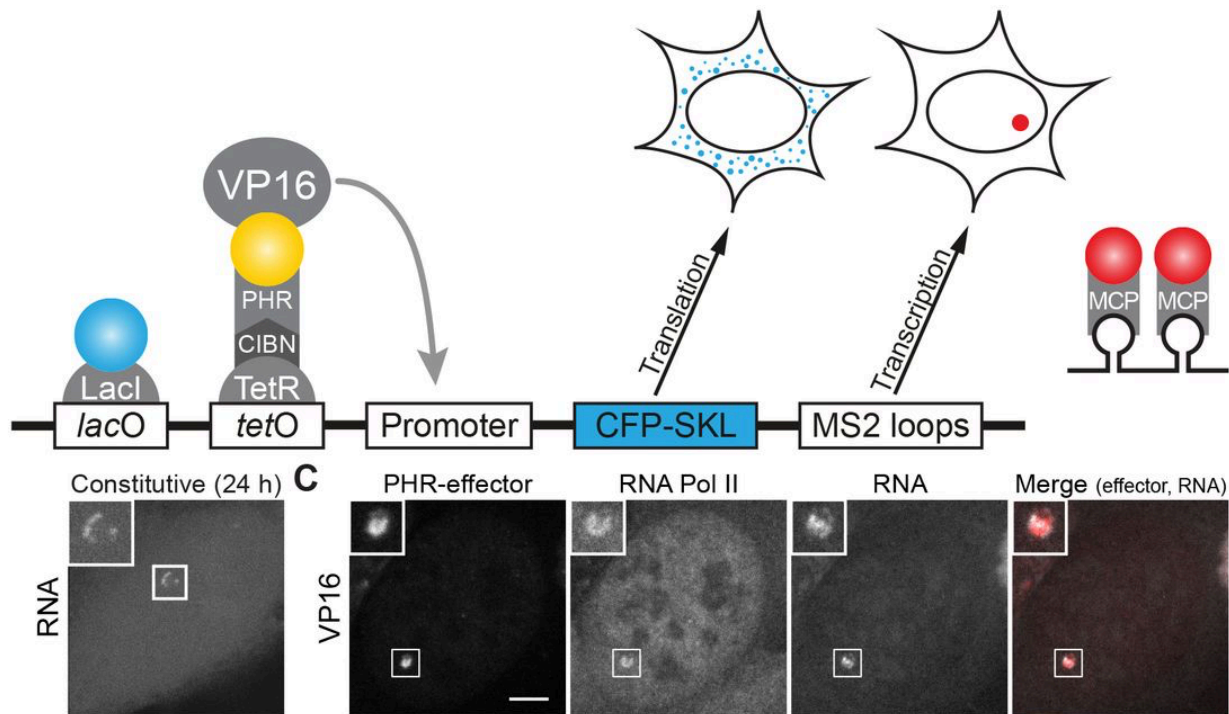 VP16
PHR
CIBN
LacI
TetR
Translation
Transcription
MCP MCP
lacO tetO Promoter CFP-SKL MS2 loops
Constitutive (24 h) C PHR-effector RNA Pol II RNA Merge (effector, RNA)
RNA
VP16